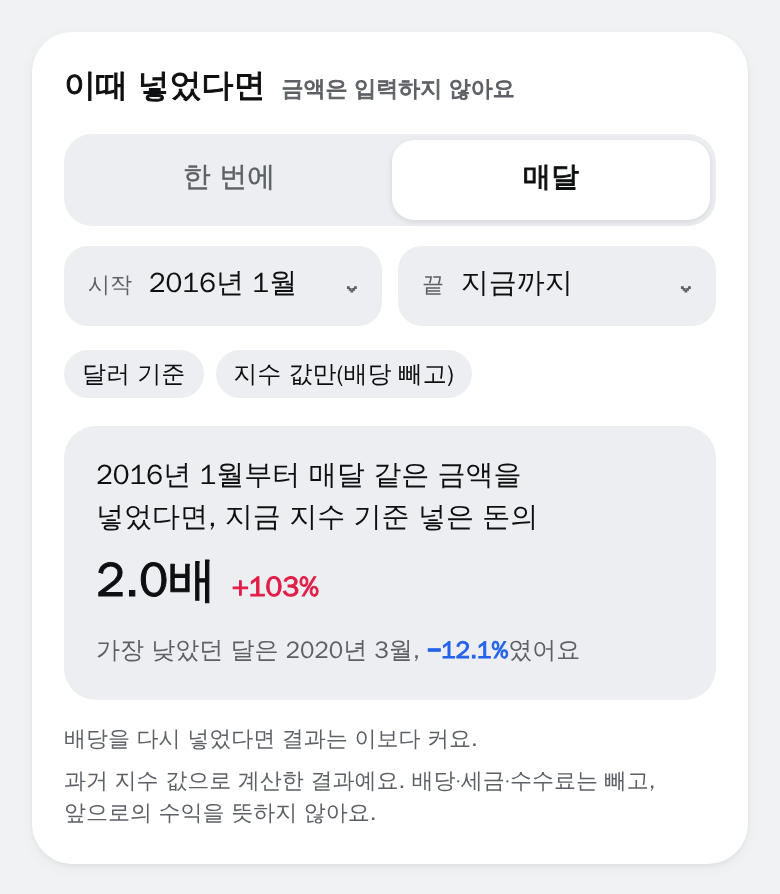 이때 넣었다면 금액은 입력하지 않아요
한 번에 매달
시작 2016년 1월 끝 지금까지
달러 기준 지수 값만(배당 빼고)
2016년 1월부터 매달 같은 금액을
넣었다면, 지금 지수 기준 넣은 돈의
2.0배 +103%
가장 낮았던 달은 2020년 3월, −12.1%였어요
배당을 다시 넣었다면 결과는 이보다 커요.
과거 지수 값으로 계산한 결과예요. 배당·세금·수수료는 빼고,
앞으로의 수익을 뜻하지 않아요.